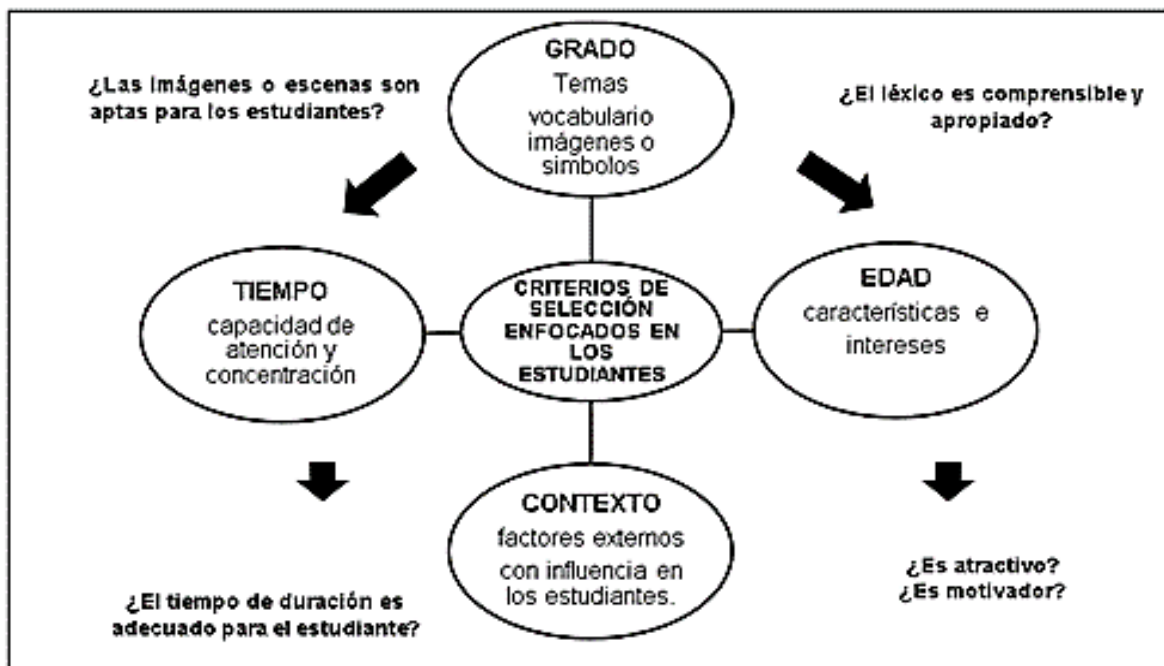 GRADO
Temas
vocabulario
imágenes o
simbolos
¿Las imágenes o escenas son
aptas para los estudiantes?
¿El léxico es comprensible y
apropiado?
TIEMPO
capacidad de
atención y
concentración
CRITERIOS DE
SELECCIÓN
ENFOCADOS EN
LOS
ESTUDIANTES
EDAD
características e
intereses
CONTEXTO
factores externos
con influencia en
los estudiantes.
¿El tiempo de duración es
adecuado para el estudiante?
¿Es atractivo?
¿Es motivador?